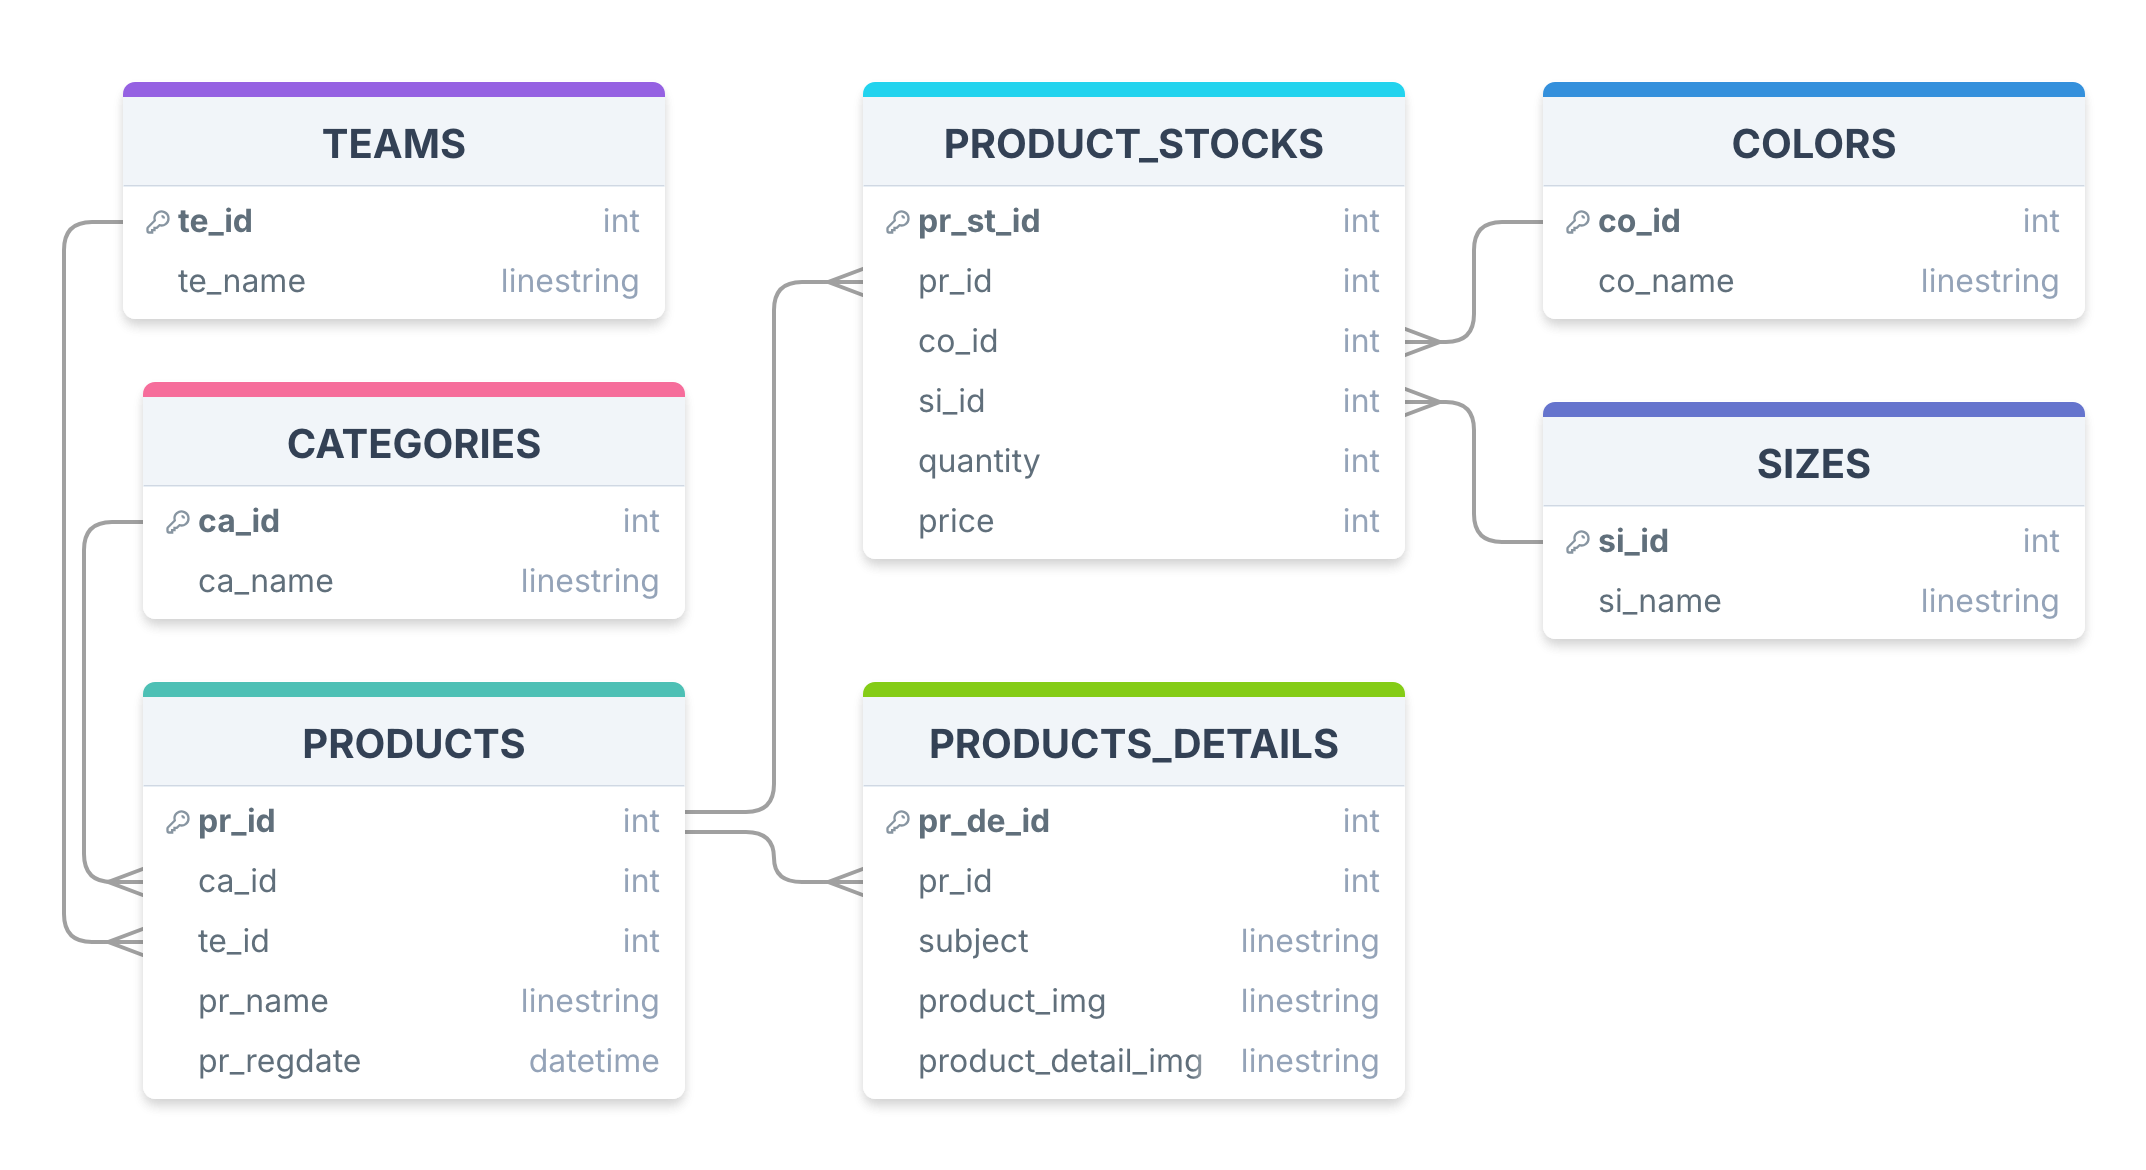 TEAMS
te_id int
te_name linestring
CATEGORIES
ca_id int
ca_name linestring
PRODUCTS
pr_id int
ca_id int
te_id int
pr_name linestring
pr_regdate datetime
PRODUCT_STOCKS
pr_st_id int
pr_id int
co_id int
si_id int
quantity int
price int
PRODUCTS_DETAILS
pr_de_id int
pr_id int
subject linestring
product_img linestring
product_detail_img linestring
COLORS
co_id int
co_name linestring
SIZES
si_id int
si_name linestring